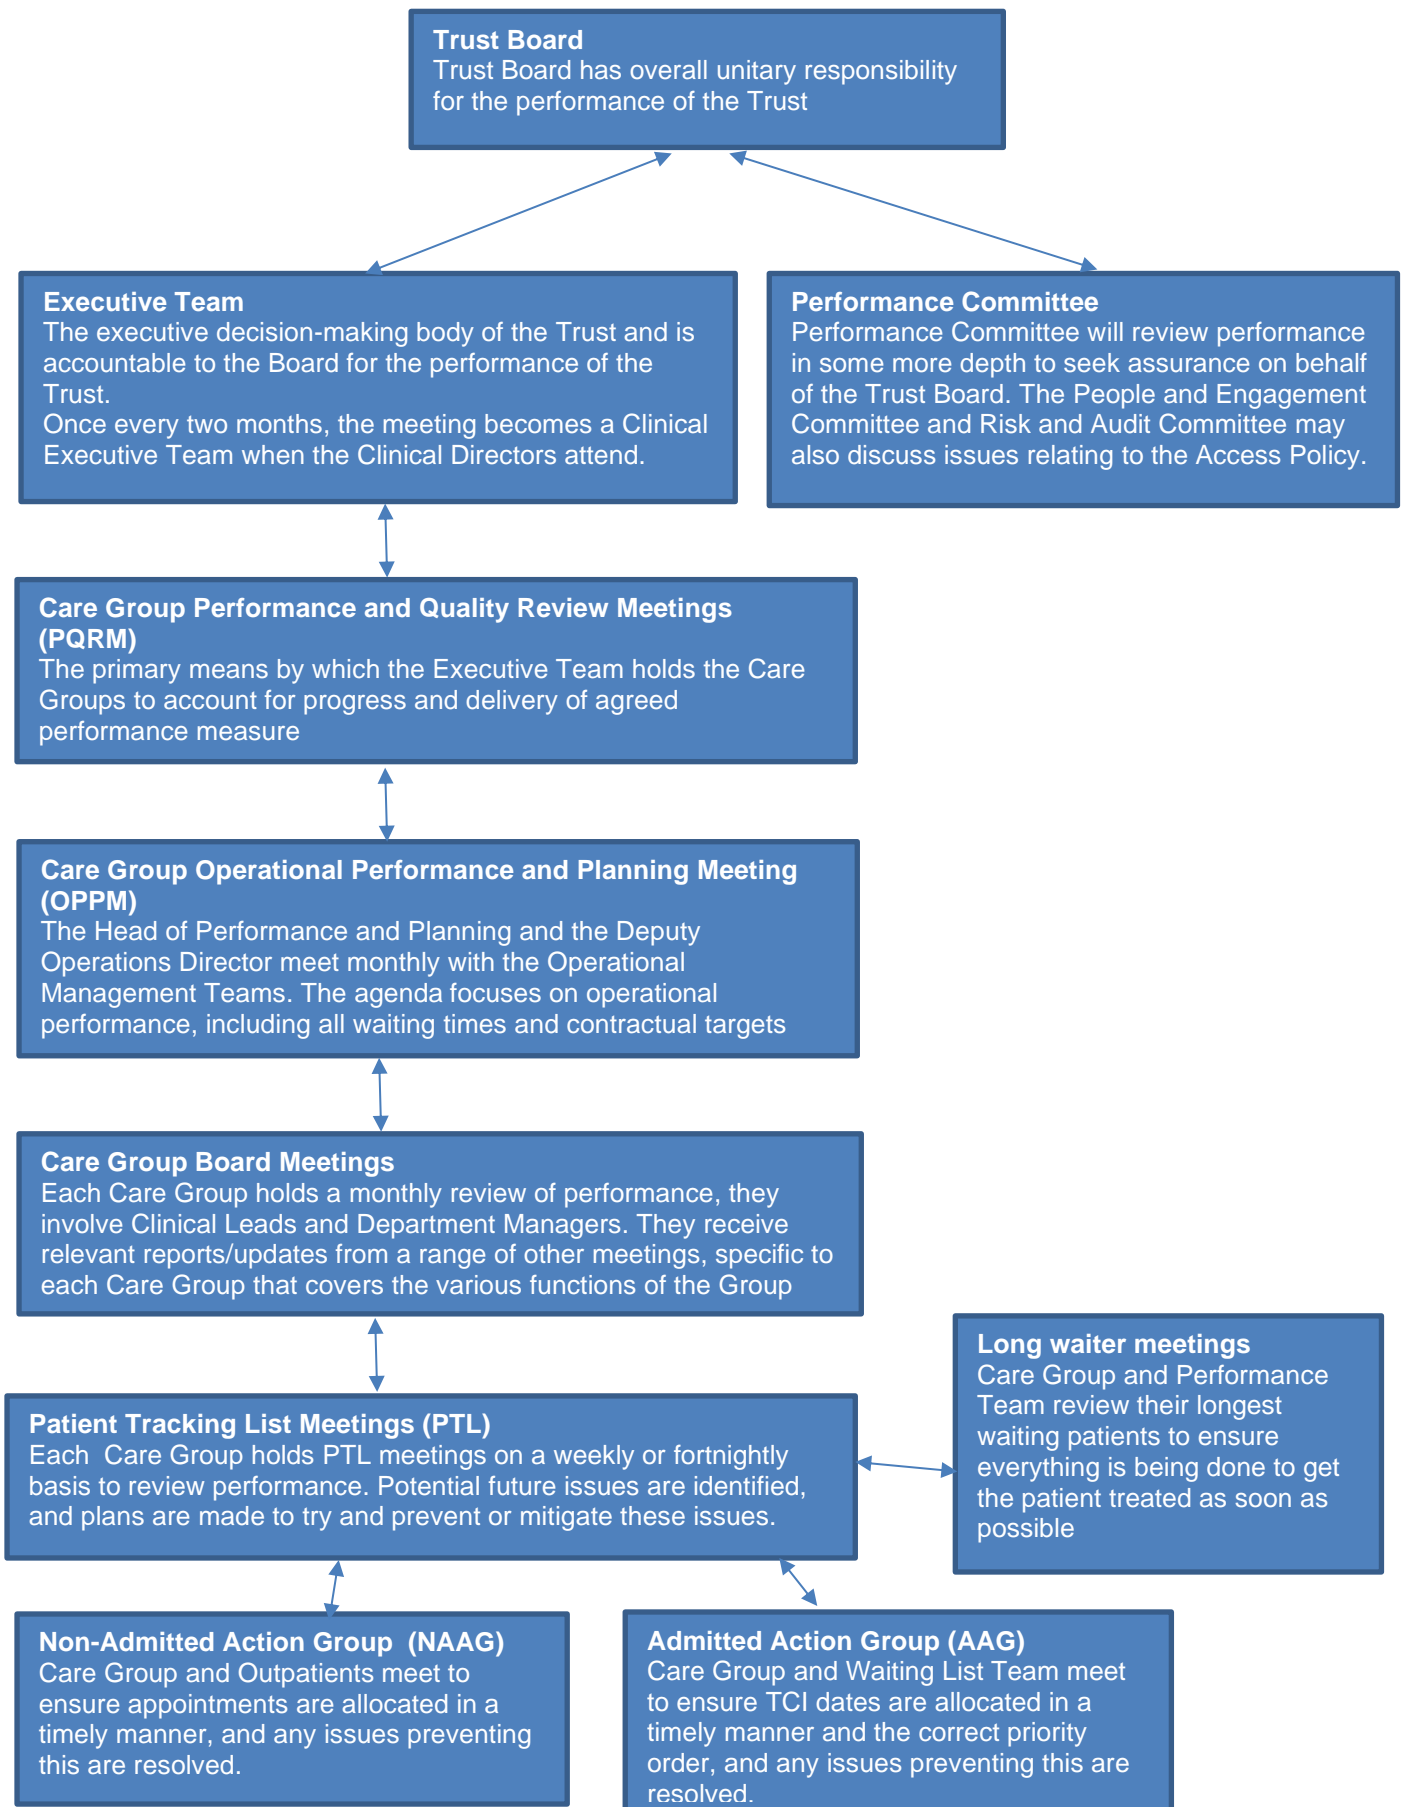 Trust Board
Trust Board has overall unitary responsibility
for the performance of the Trust
Executive Team
The executive decision-making body of the Trust and is
accountable to the Board for the performance of the
Trust.
Once every two months, the meeting becomes a Clinical
Executive Team when the Clinical Directors attend.
Performance Committee
Performance Committee will review performance
in some more depth to seek assurance on behalf
of the Trust Board. The People and Engagement
Committee and Risk and Audit Committee may
also discuss issues relating to the Access Policy.
Care Group Performance and Quality Review Meetings
(PQRM)
The primary means by which the Executive Team holds the Care
Groups to account for progress and delivery of agreed
performance measure
Care Group Operational Performance and Planning Meeting
(OPPM)
The Head of Performance and Planning and the Deputy
Operations Director meet monthly with the Operational
Management Teams. The agenda focuses on operational
performance, including all waiting times and contractual targets
Care Group Board Meetings
Each Care Group holds a monthly review of performance, they
involve Clinical Leads and Department Managers. They receive
relevant reports/updates from a range of other meetings, specific to
each Care Group that covers the various functions of the Group
Long waiter meetings
Care Group and Performance
Team review their longest
waiting patients to ensure
everything is being done to get
the patient treated as soon as
possible
Patient Tracking List Meetings (PTL)
Each  Care Group holds PTL meetings on a weekly or fortnightly
basis to review performance. Potential future issues are identified,
and plans are made to try and prevent or mitigate these issues.
Non-Admitted Action Group  (NAAG)
Care Group and Outpatients meet to
ensure appointments are allocated in a
timely manner, and any issues preventing
this are resolved.
Admitted Action Group (AAG)
Care Group and Waiting List Team meet
to ensure TCI dates are allocated in a
timely manner and the correct priority
order, and any issues preventing this are
resolved.